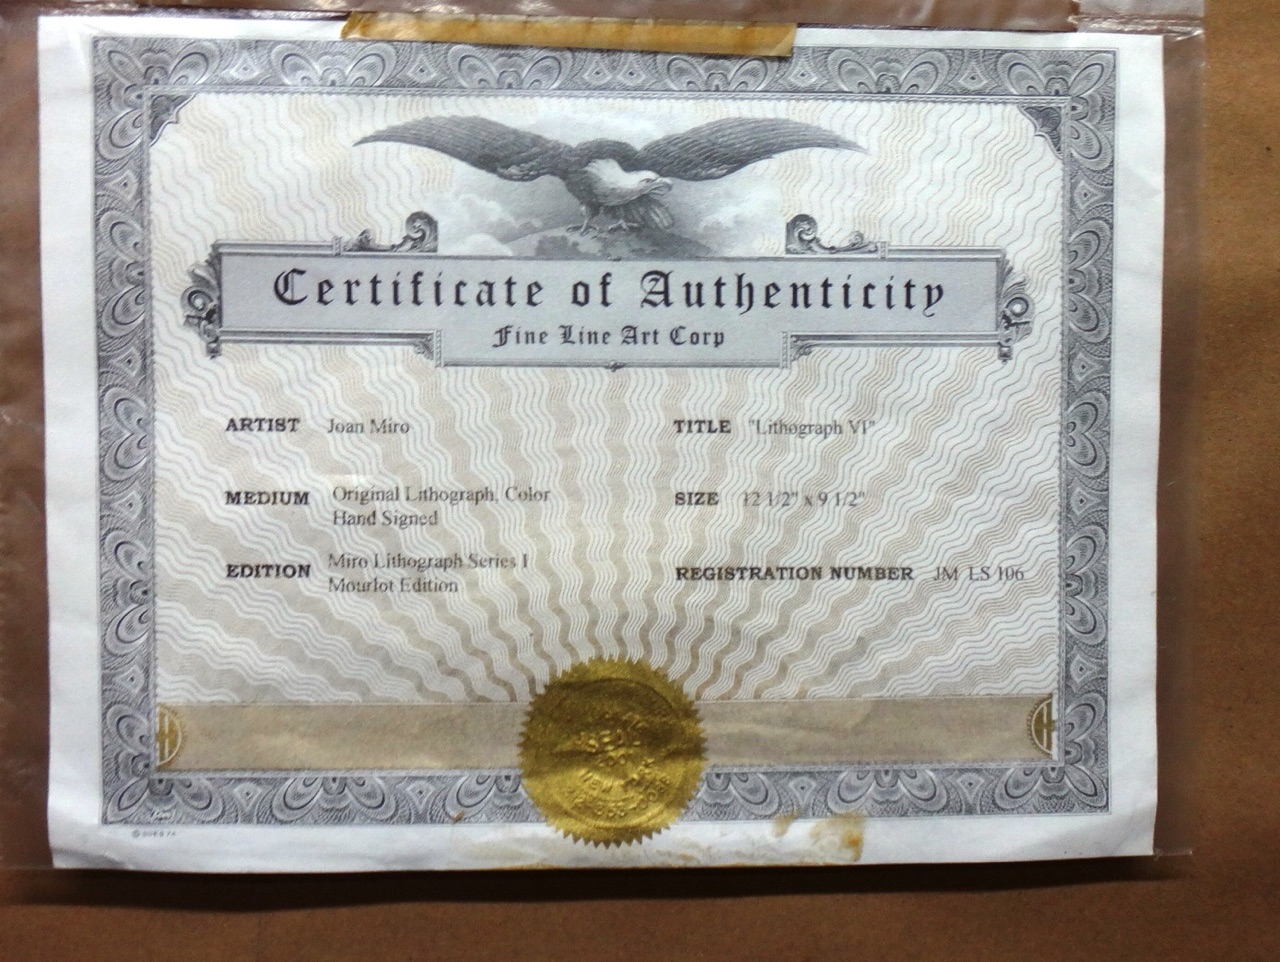 Certificate of Authenticity
Fine Line Art Corp
ARTIST Joan Miro
TITLE "Lithograph VI"
MEDIUM Original Lithograph, Color
Hand Signed
SIZE 12 1/2" x 9 1/2"
EDITION Miro Lithograph Series I
Mourlot Edition
REGISTRATION NUMBER JM LS 106